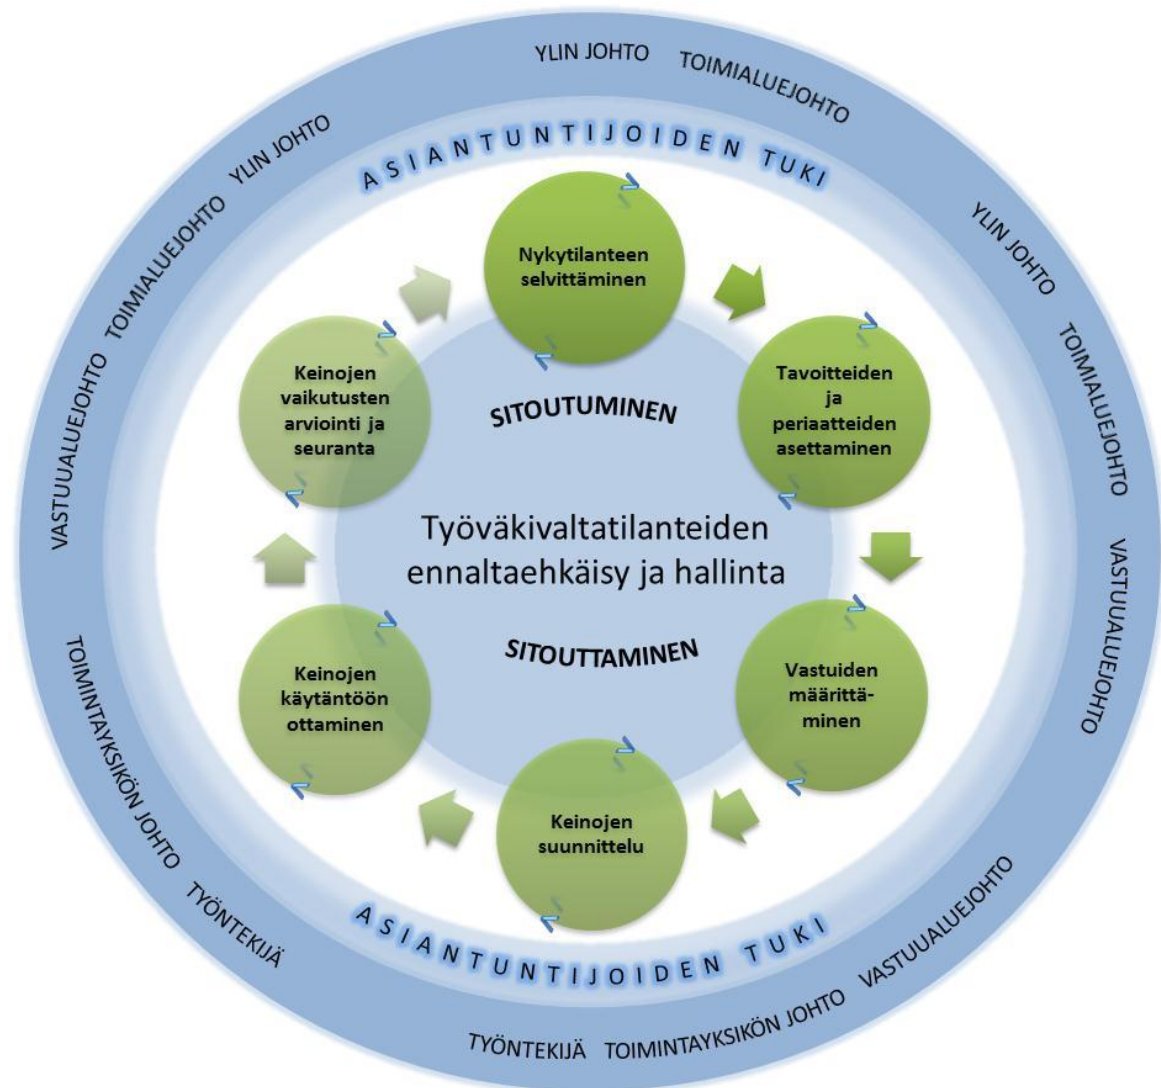 YLIN JOHTO TOIMIALUEJOHTO
YLIN JOHTO
TOIMIALUEJOHTO
VASTUUALUEJOHTO
VASTUUALUEJOHTO
TOIMINTAYKSIKÖN JOHTO
TYÖNTEKIJÄ
TYÖNTEKIJÄ
TOIMINTAYKSIKÖN JOHTO
VASTUUALUEJOHTO
TOIMIALUEJOHTO
YLIN JOHTO
ASIANTUNTIJOIDEN TUKI
Nykytilanteen
selvittäminen
Tavoitteiden
ja
periaatteiden
asettaminen
Vastuiden
määrittä-
minen
Keinojen
suunnittelu
Keinojen
käytäntöön
ottaminen
Keinojen
vaikutusten
arviointi ja
seuranta
SITOUTUMINEN
Työväkivaltatilanteiden
ennaltaehkäisy ja hallinta
SITOUTTAMINEN
ASIANTUNTIJOIDEN TUKI